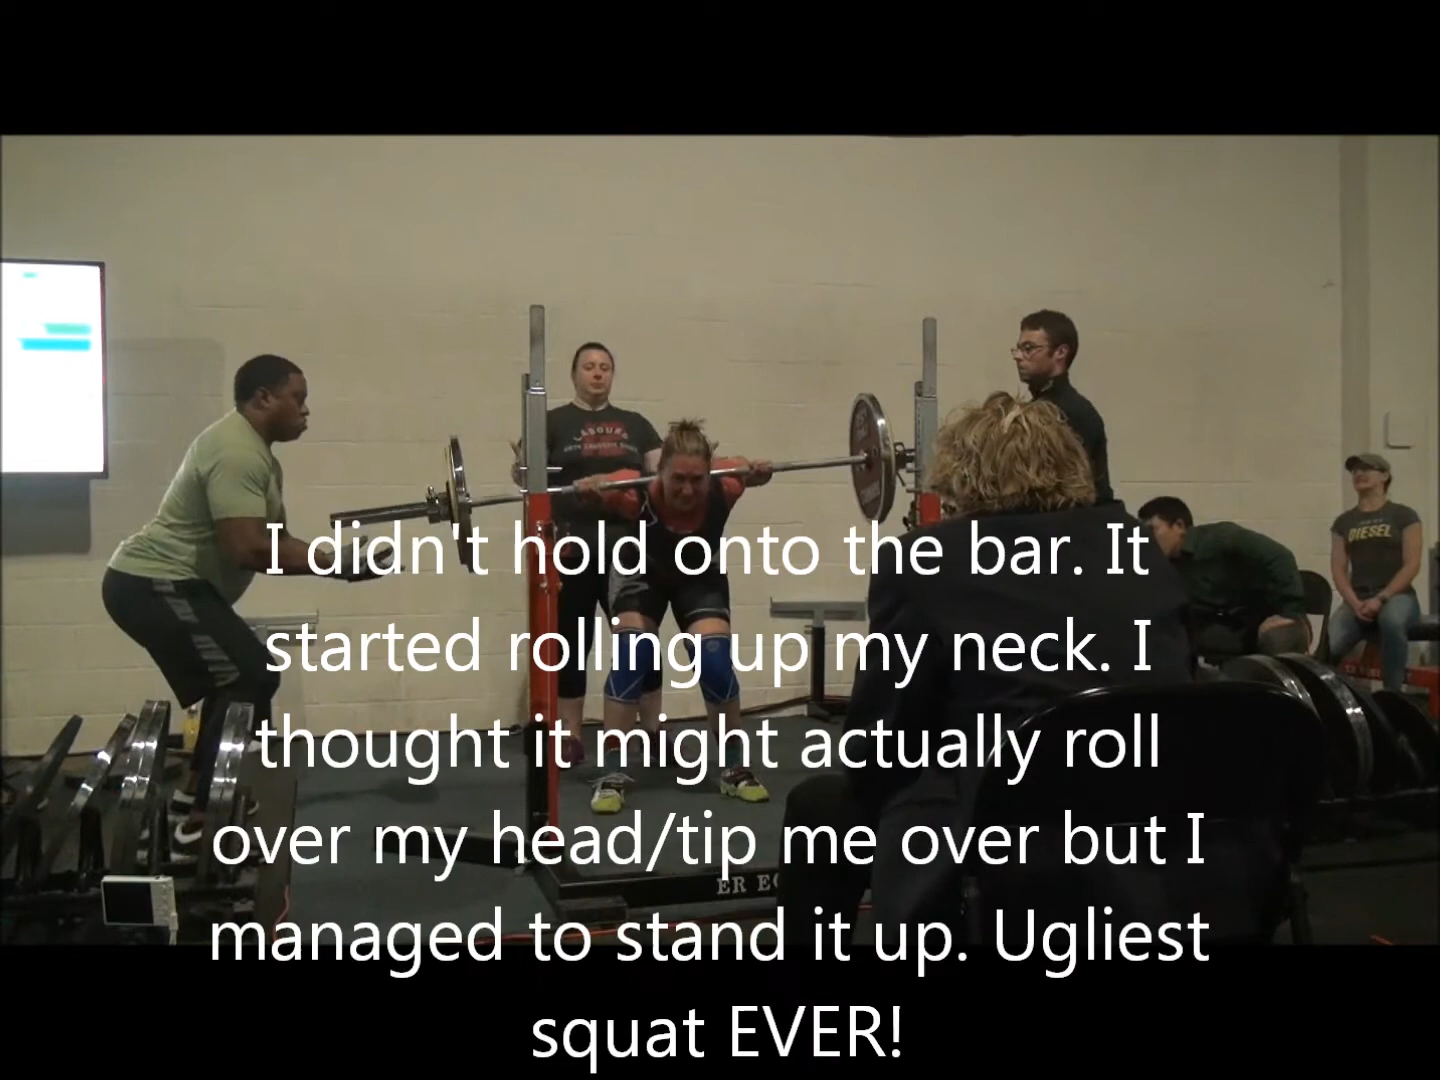 I didn't hold onto the bar. It
started rolling up my neck. I
thought it might actually roll
over my head/tip me over but I
managed to stand it up. Ugliest
squat EVER!
DIESEL